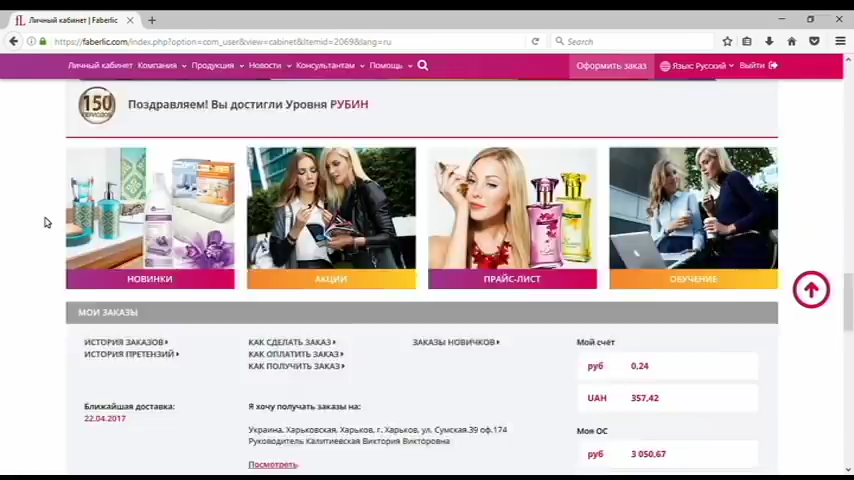 Личный кабинет | Faberlic
https://faberlic.com/index.php?option=com_user&view=cabinet&Itemid=2069&lang=ru
Search
Личный кабинет Компания Продукция Новости Консультантам Помощь Оформить заказ Язык: Русский Выйти
150
Поздравляем! Вы достигли Уровня РУБИН
НОВИНКИ АКЦИИ ПРАЙС-ЛИСТ ОБУЧЕНИЕ
МОИ ЗАКАЗЫ
ИСТОРИЯ ЗАКАЗОВ КАК СДЕЛАТЬ ЗАКАЗ ЗАКАЗЫ НОВИЧКОВ Мой счёт
ИСТОРИЯ ПРЕТЕНЗИЙ КАК ОПЛАТИТЬ ЗАКАЗ
КАК ПОЛУЧИТЬ ЗАКАЗ руб 0,24
UAH 357,42
Ближайшая доставка: Я хочу получать заказы на:
22.04.2017
Украина, Харьковская, Харьков, г. Харьков, ул. Сумская.39 оф.174 Моя ОС
Руководитель Калитиевская Виктория Викторовна
руб 3 050,67
Посмотреть